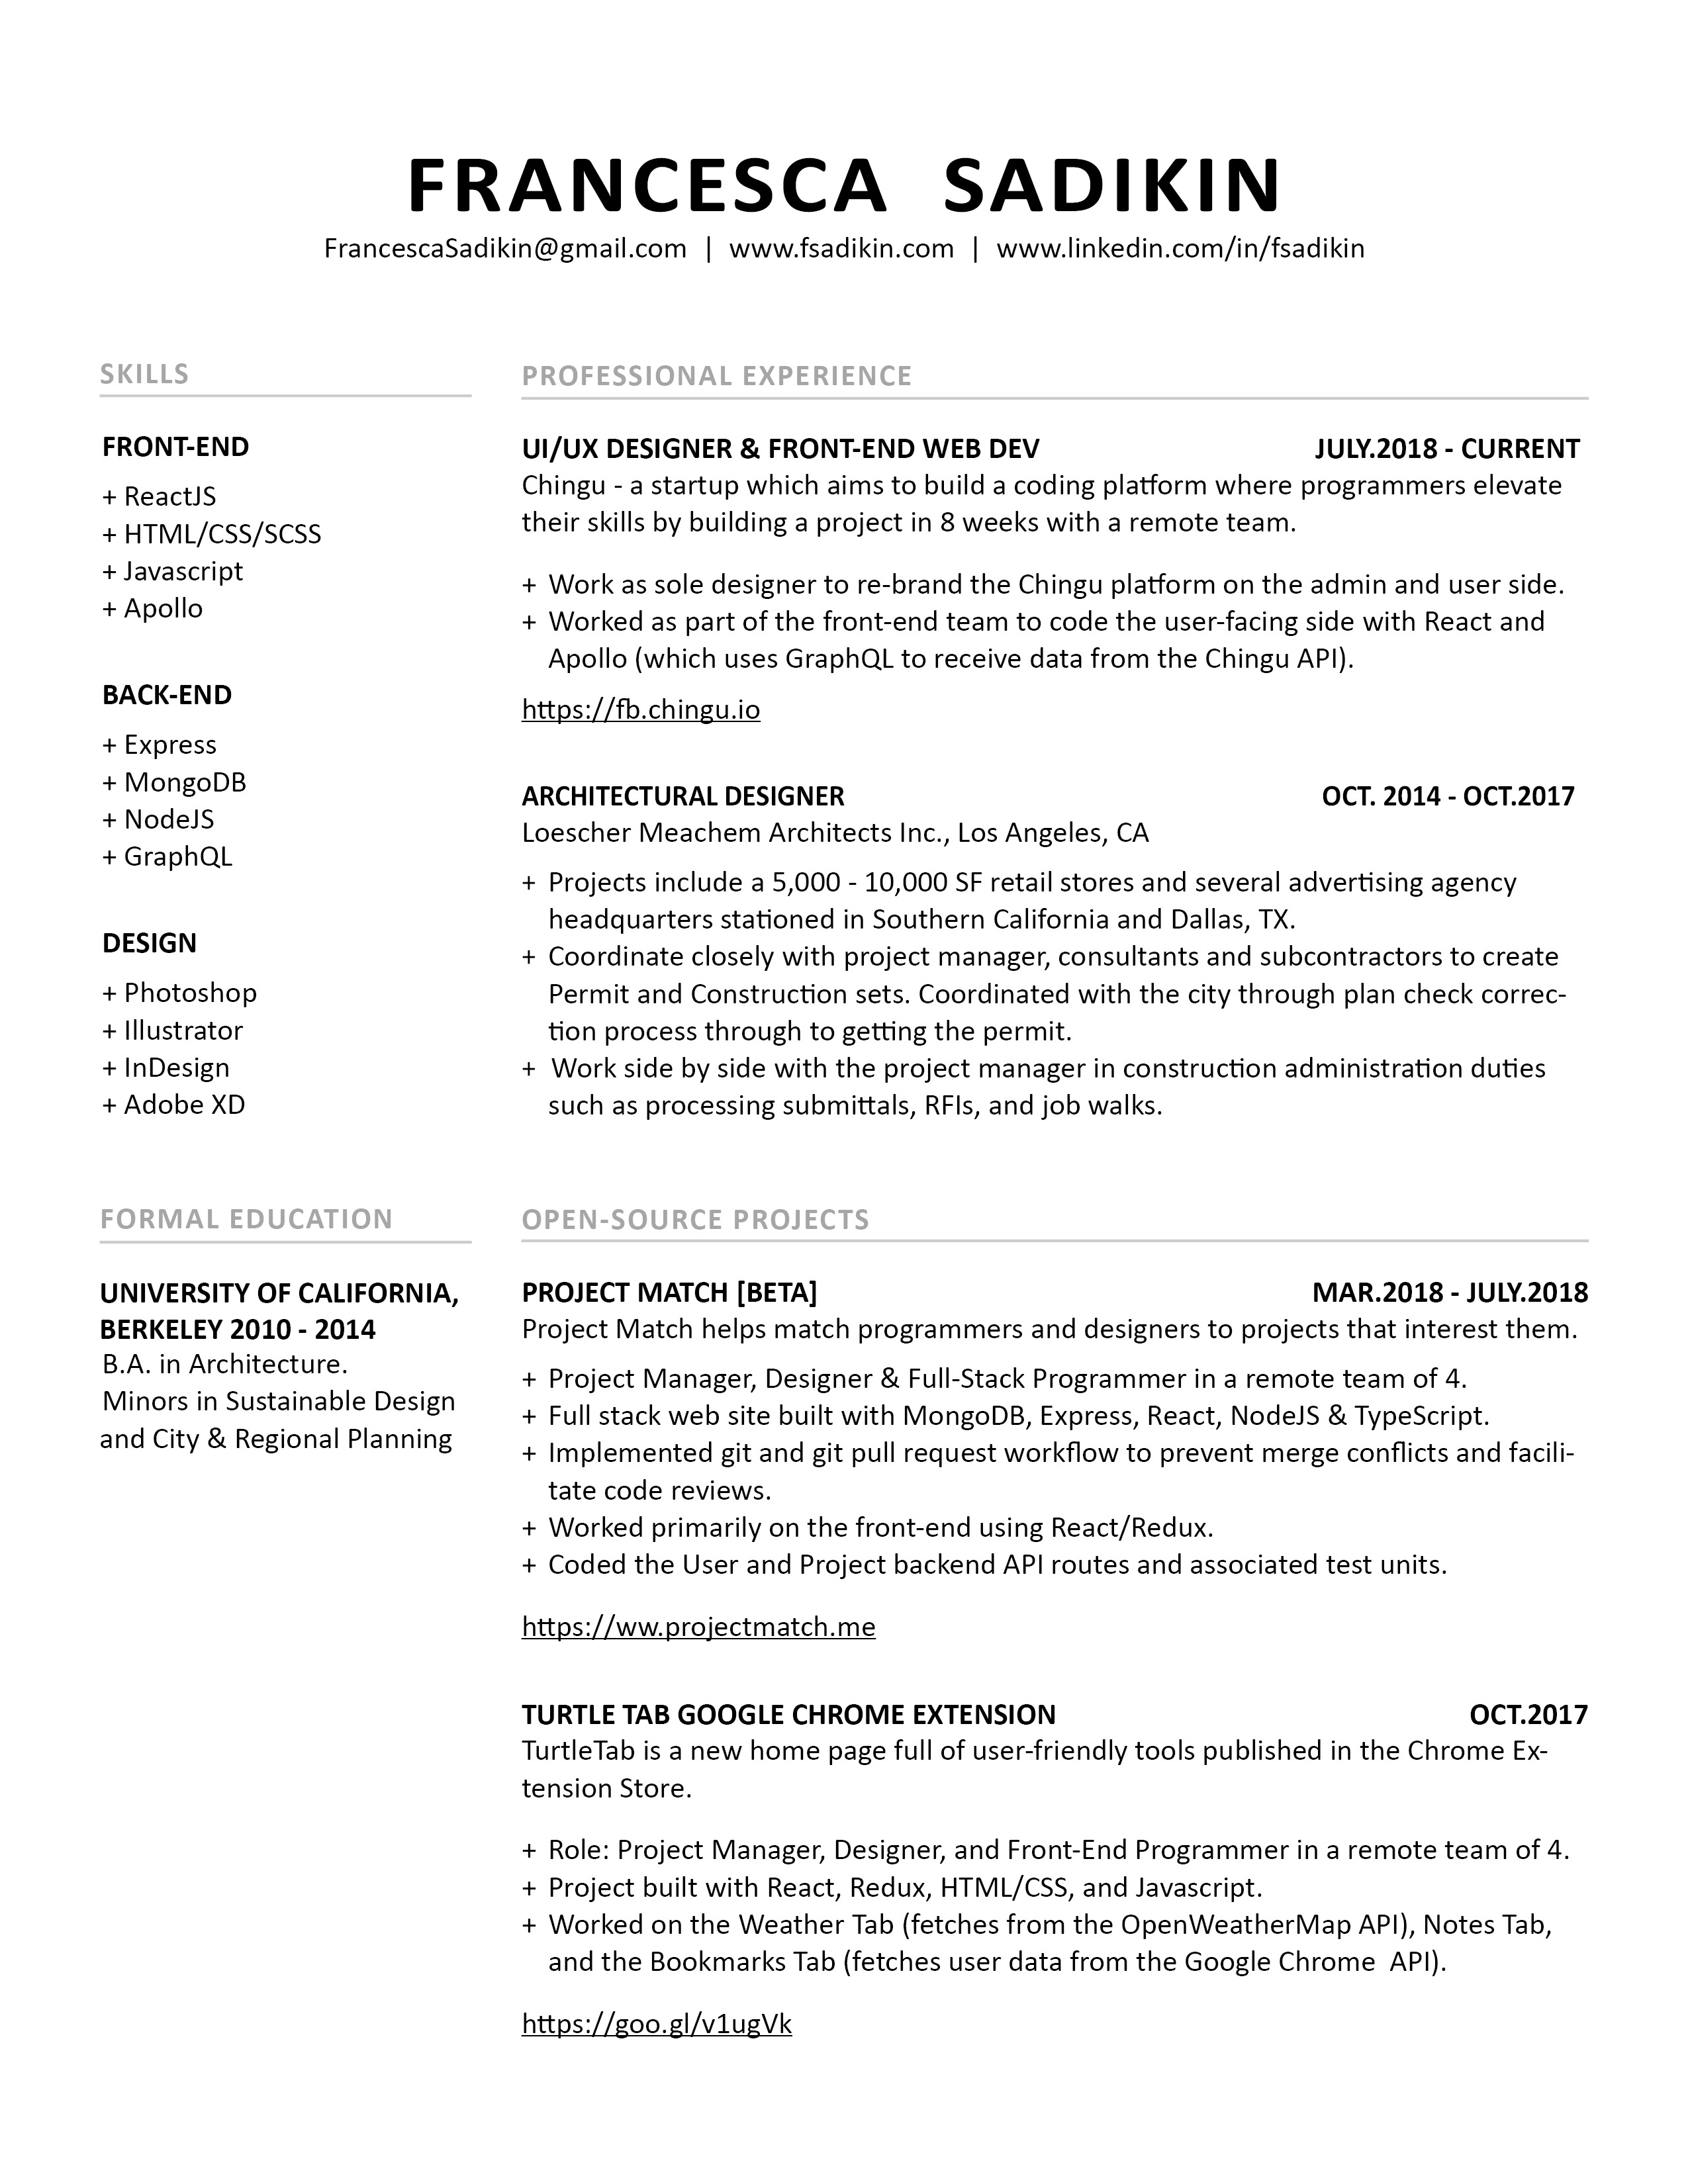 FRANCESCA SADIKIN
FrancescaSadikin@gmail.com | www.fsadikin.com | www.linkedin.com/in/fsadikin
SKILLS
FRONT-END
+ ReactJS
+ HTML/CSS/SCSS
+ Javascript
+ Apollo
BACK-END
+ Express
+ MongoDB
+ NodeJS
+ GraphQL
DESIGN
+ Photoshop
+ Illustrator
+ InDesign
+ Adobe XD
FORMAL EDUCATION
UNIVERSITY OF CALIFORNIA,
BERKELEY 2010 - 2014
B.A. in Architecture.
Minors in Sustainable Design
and City & Regional Planning
PROFESSIONAL EXPERIENCE
UI/UX DESIGNER & FRONT-END WEB DEV JULY.2018 - CURRENT
Chingu - a startup which aims to build a coding platform where programmers elevate
their skills by building a project in 8 weeks with a remote team.
+ Work as sole designer to re-brand the Chingu platform on the admin and user side.
+ Worked as part of the front-end team to code the user-facing side with React and
Apollo (which uses GraphQL to receive data from the Chingu API).
https://fb.chingu.io
ARCHITECTURAL DESIGNER OCT. 2014 - OCT.2017
Loescher Meachem Architects Inc., Los Angeles, CA
+ Projects include a 5,000 - 10,000 SF retail stores and several advertising agency
headquarters stationed in Southern California and Dallas, TX.
+ Coordinate closely with project manager, consultants and subcontractors to create
Permit and Construction sets. Coordinated with the city through plan check correc-
tion process through to getting the permit.
+ Work side by side with the project manager in construction administration duties
such as processing submittals, RFIs, and job walks.
OPEN-SOURCE PROJECTS
PROJECT MATCH [BETA] MAR.2018 - JULY.2018
Project Match helps match programmers and designers to projects that interest them.
+ Project Manager, Designer & Full-Stack Programmer in a remote team of 4.
+ Full stack web site built with MongoDB, Express, React, NodeJS & TypeScript.
+ Implemented git and git pull request workflow to prevent merge conflicts and facili-
tate code reviews.
+ Worked primarily on the front-end using React/Redux.
+ Coded the User and Project backend API routes and associated test units.
https://ww.projectmatch.me
TURTLE TAB GOOGLE CHROME EXTENSION OCT.2017
TurtleTab is a new home page full of user-friendly tools published in the Chrome Ex-
tension Store.
+ Role: Project Manager, Designer, and Front-End Programmer in a remote team of 4.
+ Project built with React, Redux, HTML/CSS, and Javascript.
+ Worked on the Weather Tab (fetches from the OpenWeatherMap API), Notes Tab,
and the Bookmarks Tab (fetches user data from the Google Chrome API).
https://goo.gl/v1ugVk